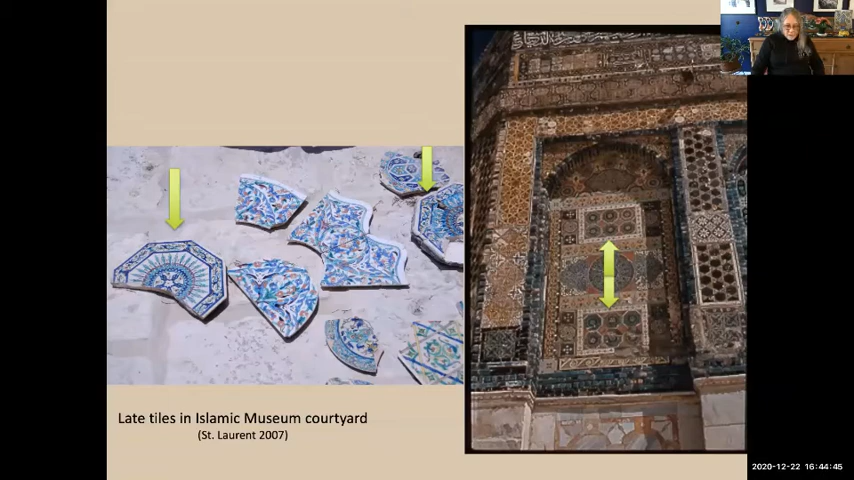 Late tiles in Islamic Museum courtyard
(St. Laurent 2007)
2020-12-22 16:44:45